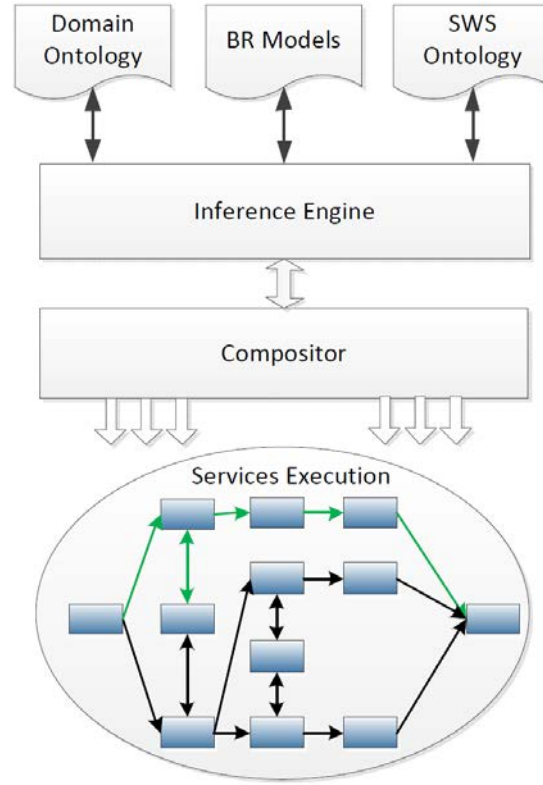 Domain
Ontology
BR Models
SWS
Ontology
Inference Engine
Compositor
Services Execution